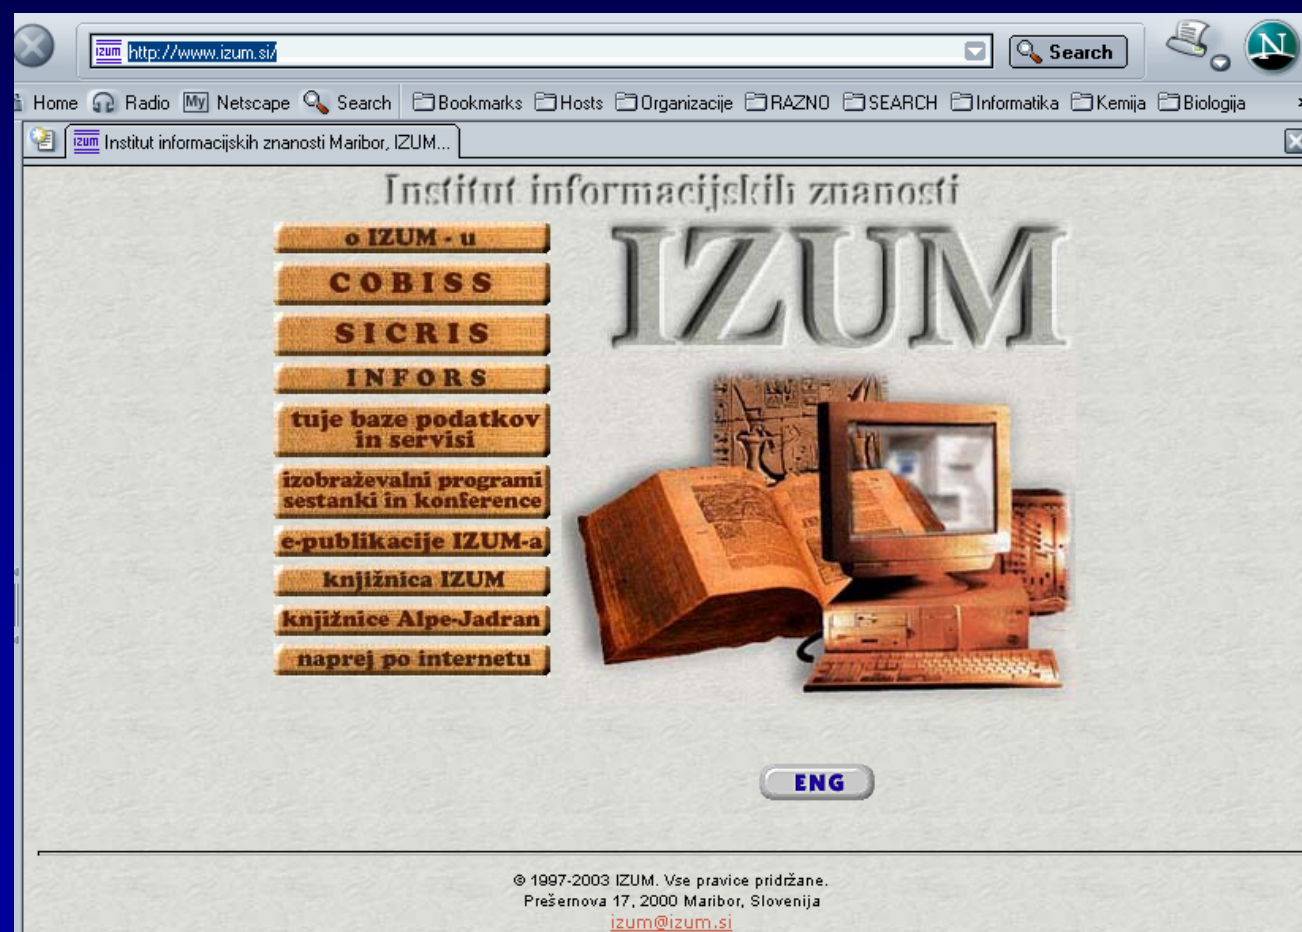 izum http://www.izum.si/ Search N
Home Radio My Netscape Search Bookmarks Hosts Organizacije RAZNO SEARCH Informatika Kemija Biologija
izum Institut informacijskih znanosti Maribor, IZUM...
Institut informacijskih znanosti
IZUM
o IZUM - u
COBISS
SICRIS
INFORS
tuje baze podatkov
in servisi
izobraževalni programi
sestanki in konference
e-publikacije IZUM-a
knjižnica IZUM
knjižnice Alpe-Jadran
naprej po internetu
ENG
© 1997-2003 IZUM. Vse pravice pridržane.
Prešernova 17, 2000 Maribor, Slovenija
izum@izum.si